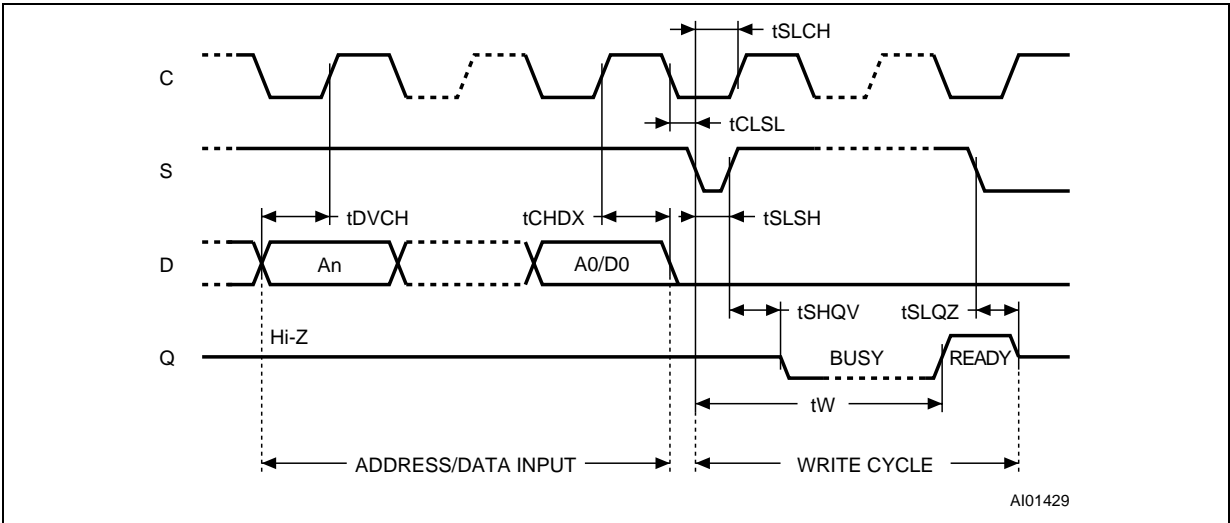 tSLCH
C
tCLSL
S
tDVCH
tCHDX
tSLSH
D
An
A0/D0
tSHQV
tSLQZ
Hi-Z
Q
BUSY
READY
tW
ADDRESS/DATA INPUT
WRITE CYCLE
AI01429